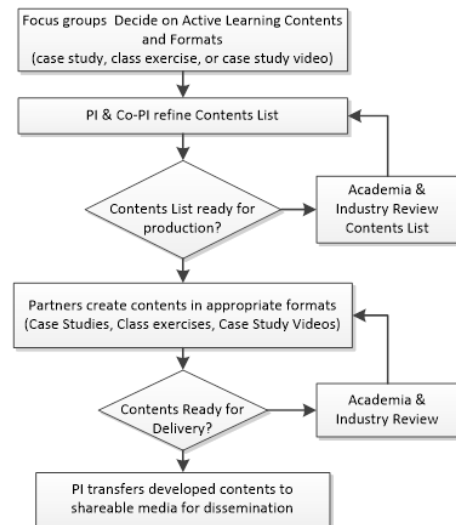 Focus groups  Decide on Active Learning Contents
and Formats
(case study, class exercise, or case study video)
PI & Co-PI refine Contents List
Contents List ready for
production?
Academia &
Industry Review
Contents List
Partners create contents in appropriate formats
(Case Studies, Class exercises, Case Study Videos)
Contents Ready for
Delivery?
Academia &
Industry Review
PI transfers developed contents to
shareable media for dissemination